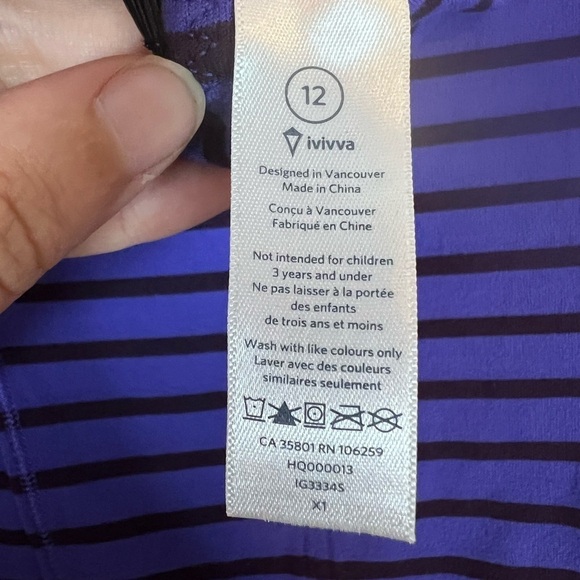 12
ivivva
Designed in Vancouver
Made in China
Conçu à Vancouver
Fabriqué en Chine
Not intended for children
3 years and under
Ne pas laisser à la portée
des enfants
de trois ans et moins
Wash with like colours only
Laver avec des couleurs
similaires seulement
CA 35801 RN 106259
HQ000013
IG3334S
X1